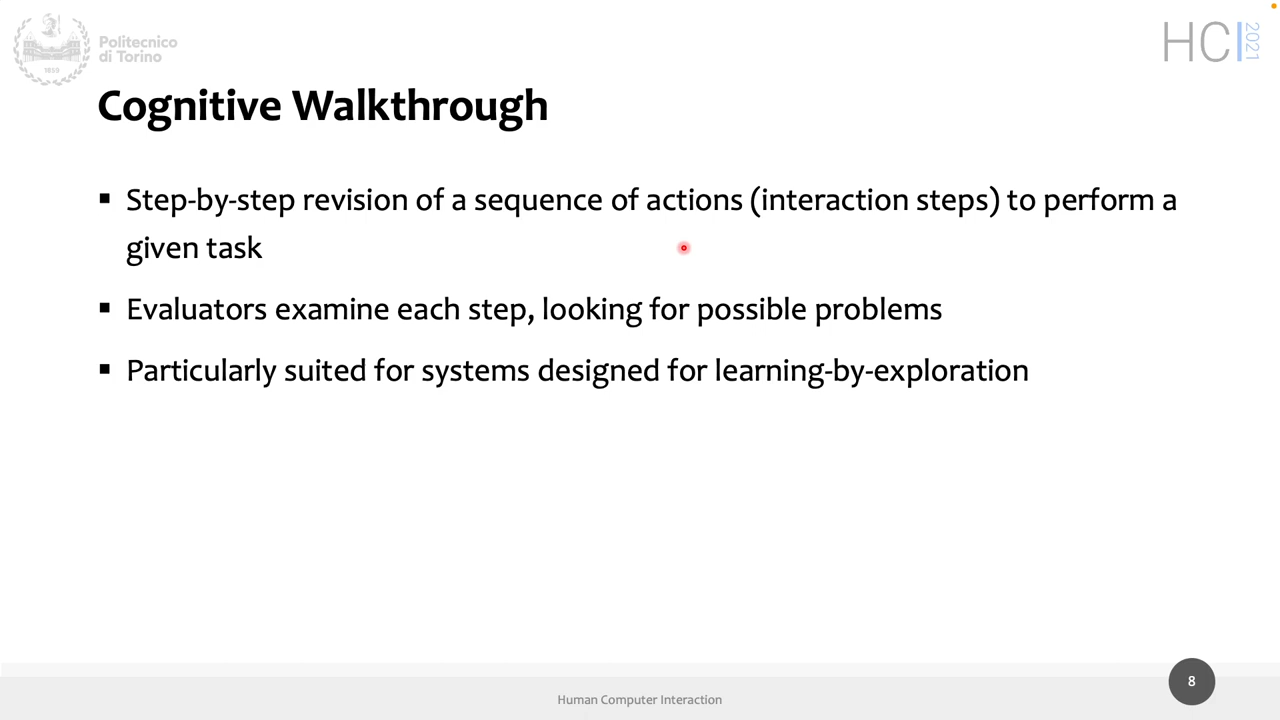 Politecnico
di Torino
1859
HCI 2021
Cognitive Walkthrough
▪ Step-by-step revision of a sequence of actions (interaction steps) to perform a
given task
▪ Evaluators examine each step, looking for possible problems
▪ Particularly suited for systems designed for learning-by-exploration
Human Computer Interaction
8